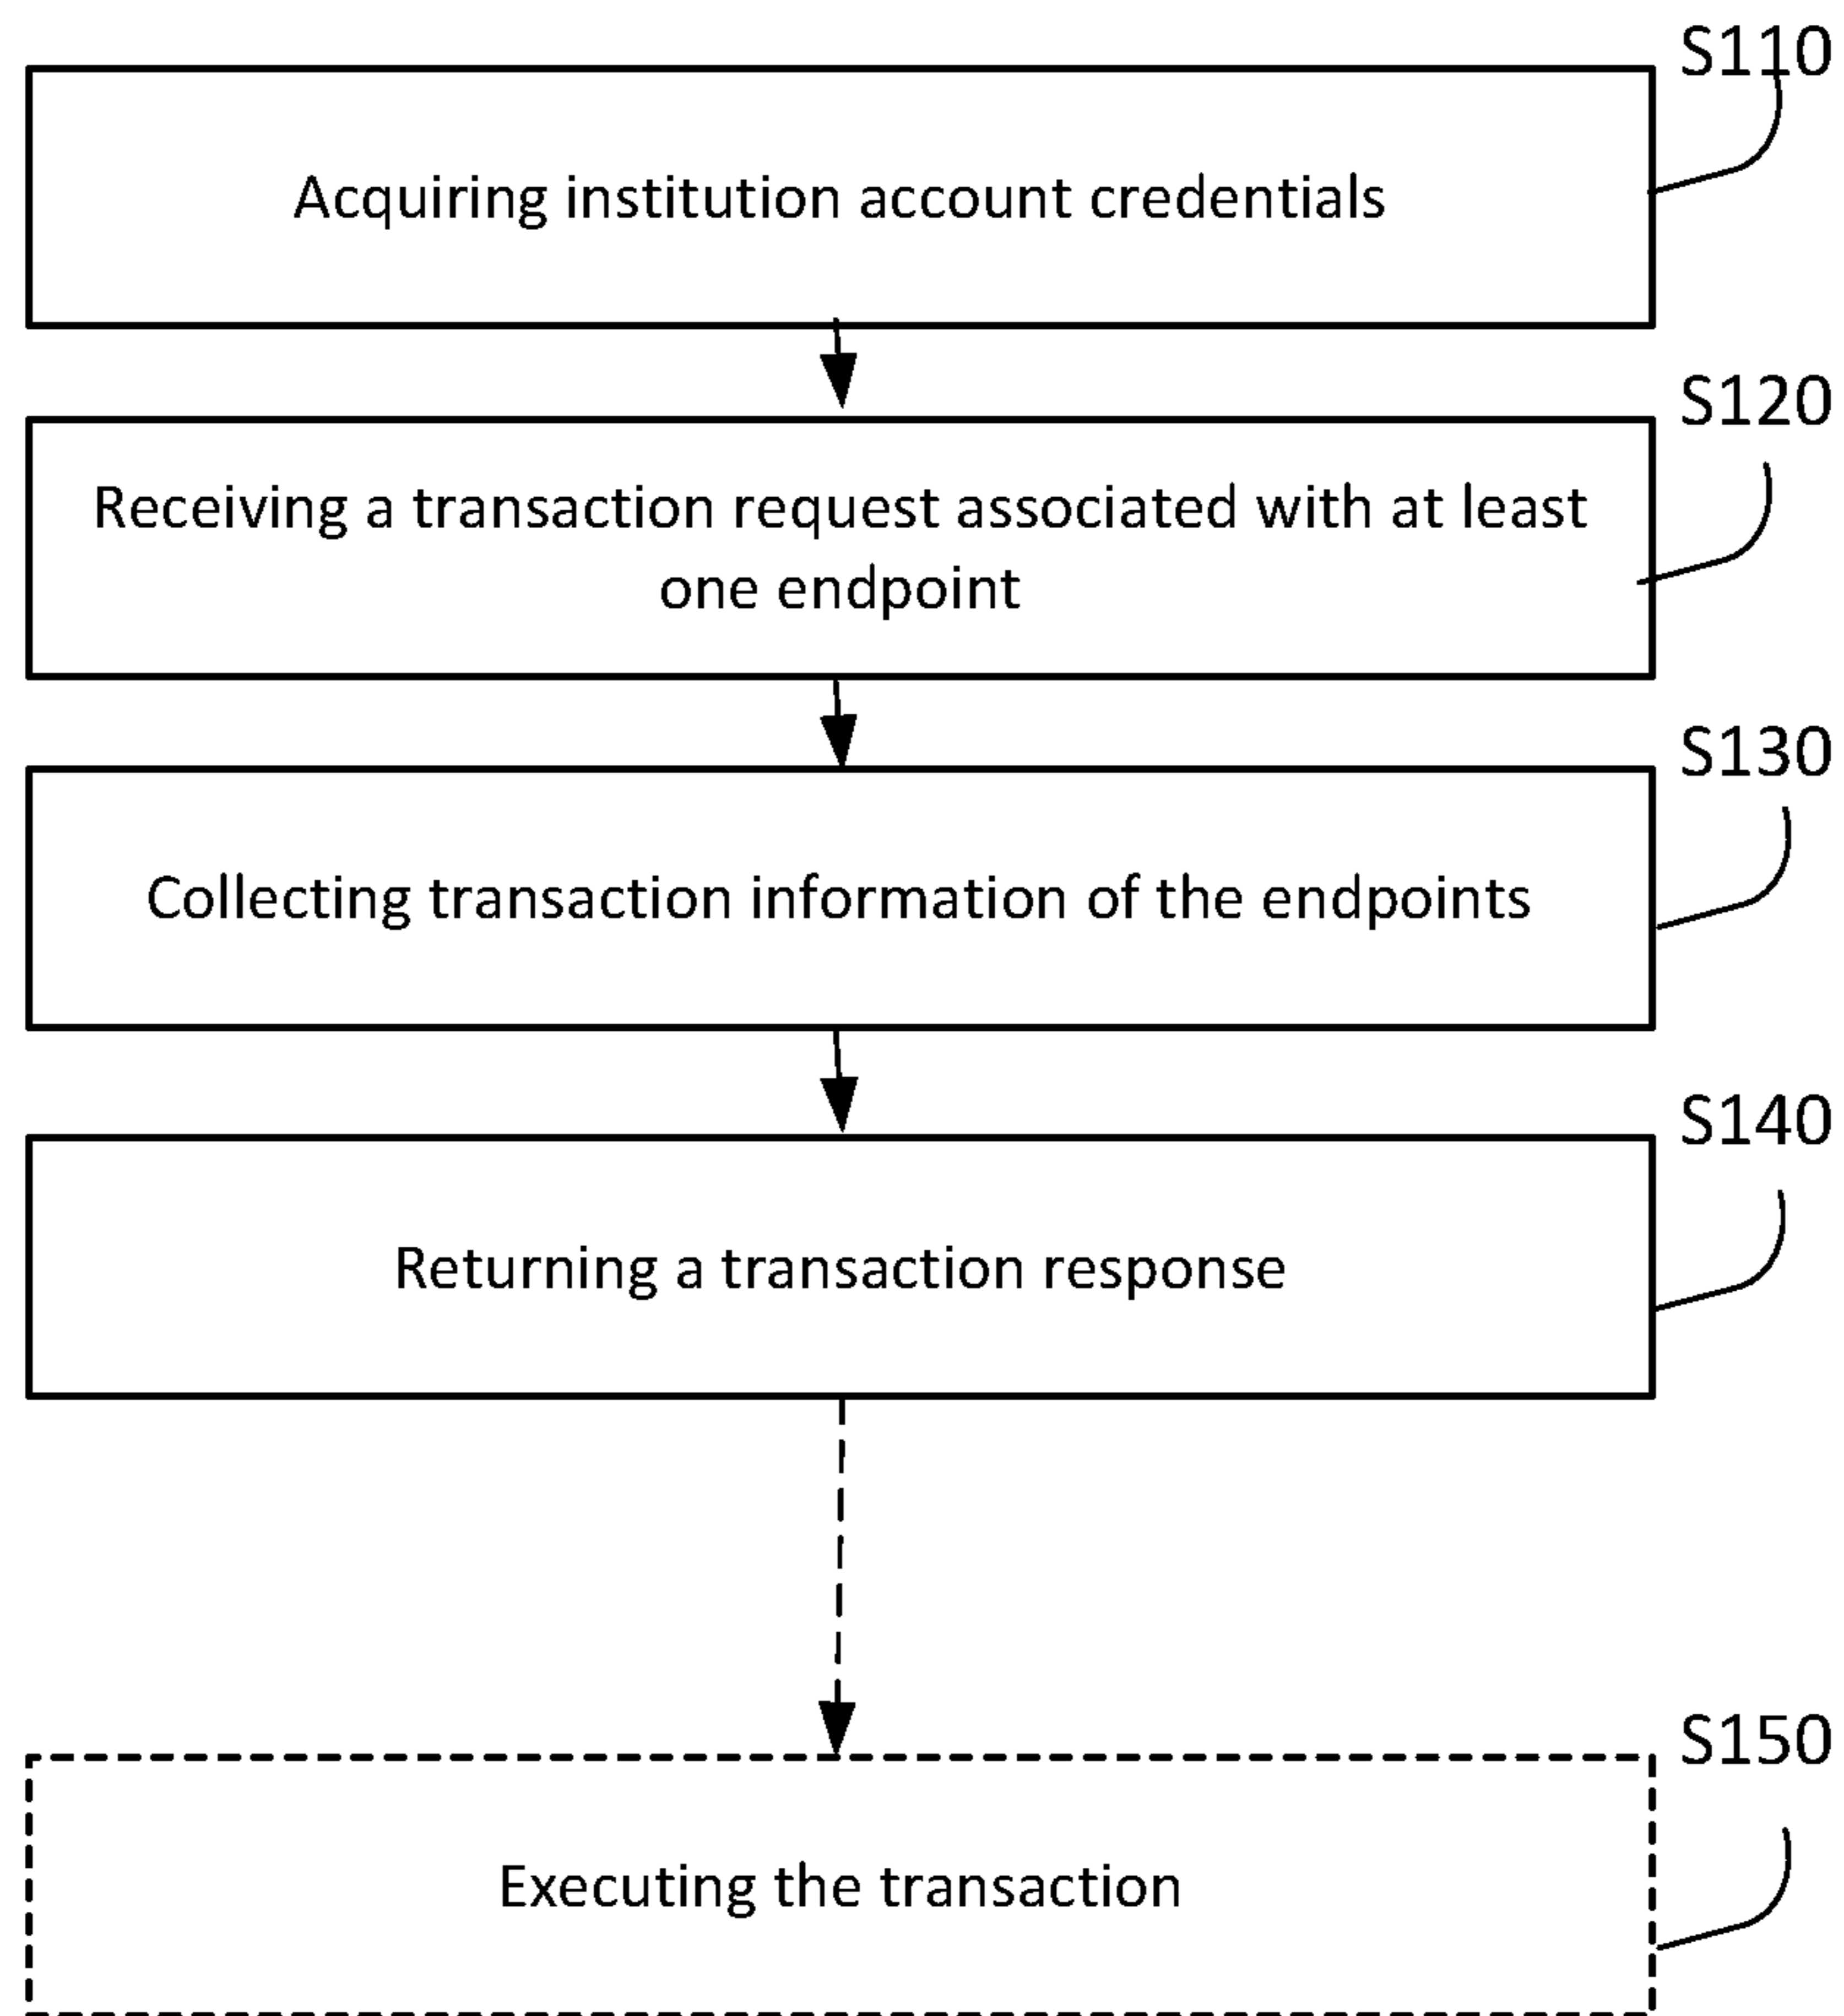 S110
Acquiring institution account credentials
S120
Receiving a transaction request associated with at least
one endpoint
S130
Collecting transaction information of the endpoints
S140
Returning a transaction response
S150
Executing the transaction